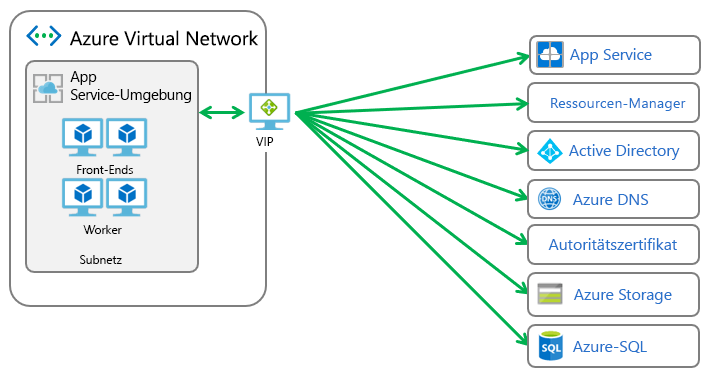 Azure Virtual Network
App
Service-Umgebung
Front-Ends
Worker
Subnetz
VIP
App Service
Ressourcen-Manager
Active Directory
DNS
Azure DNS
Autoritätszertifikat
Azure Storage
SQL
Azure-SQL